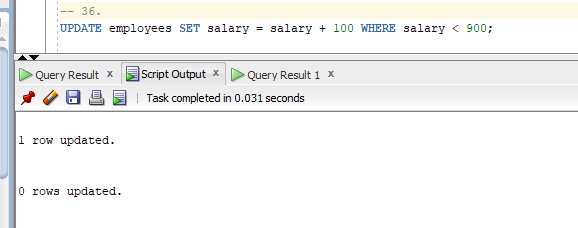 -- 36.
UPDATE employees SET salary = salary + 100 WHERE salary < 900;
Query Result x Script Output x Query Result 1 x
Task completed in 0.031 seconds
1 row updated.
0 rows updated.